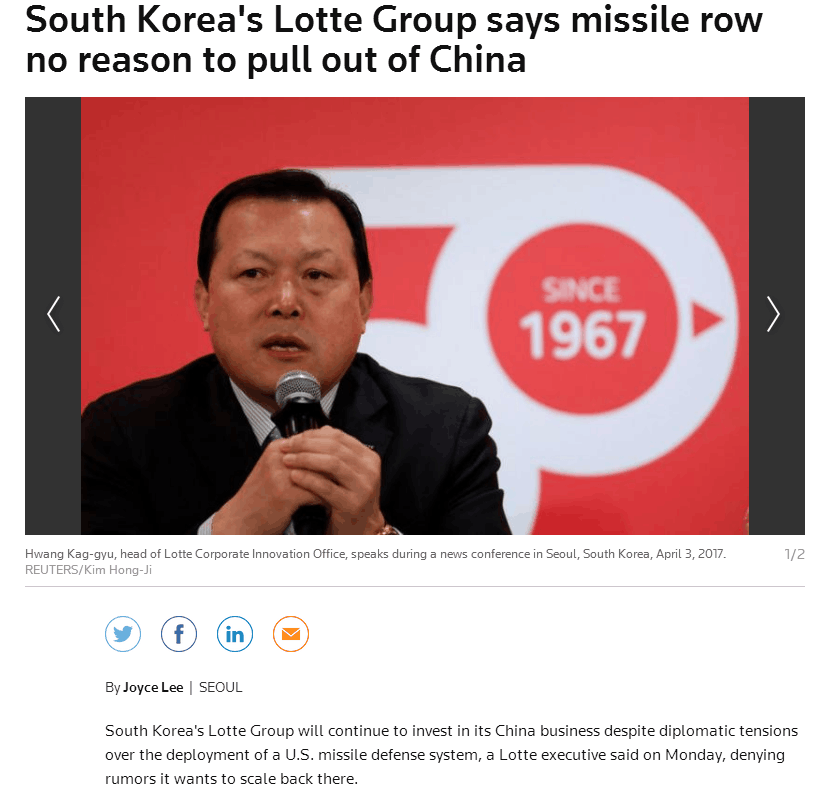 South Korea's Lotte Group says missile row
no reason to pull out of China
SINCE
1967
Hwang Kag-gyu, head of Lotte Corporate Innovation Office, speaks during a news conference in Seoul, South Korea, April 3, 2017.
1/2
REUTERS/Kim Hong-Ji
By Joyce Lee | SEOUL
South Korea's Lotte Group will continue to invest in its China business despite diplomatic tensions
over the deployment of a U.S. missile defense system, a Lotte executive said on Monday, denying
rumors it wants to scale back there.